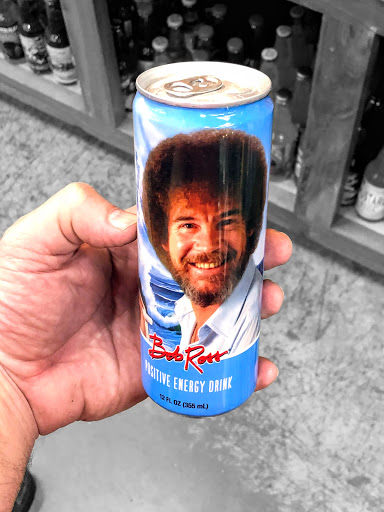 Bob Ross
POSITIVE ENERGY DRINK
12 FL OZ (355 mL)